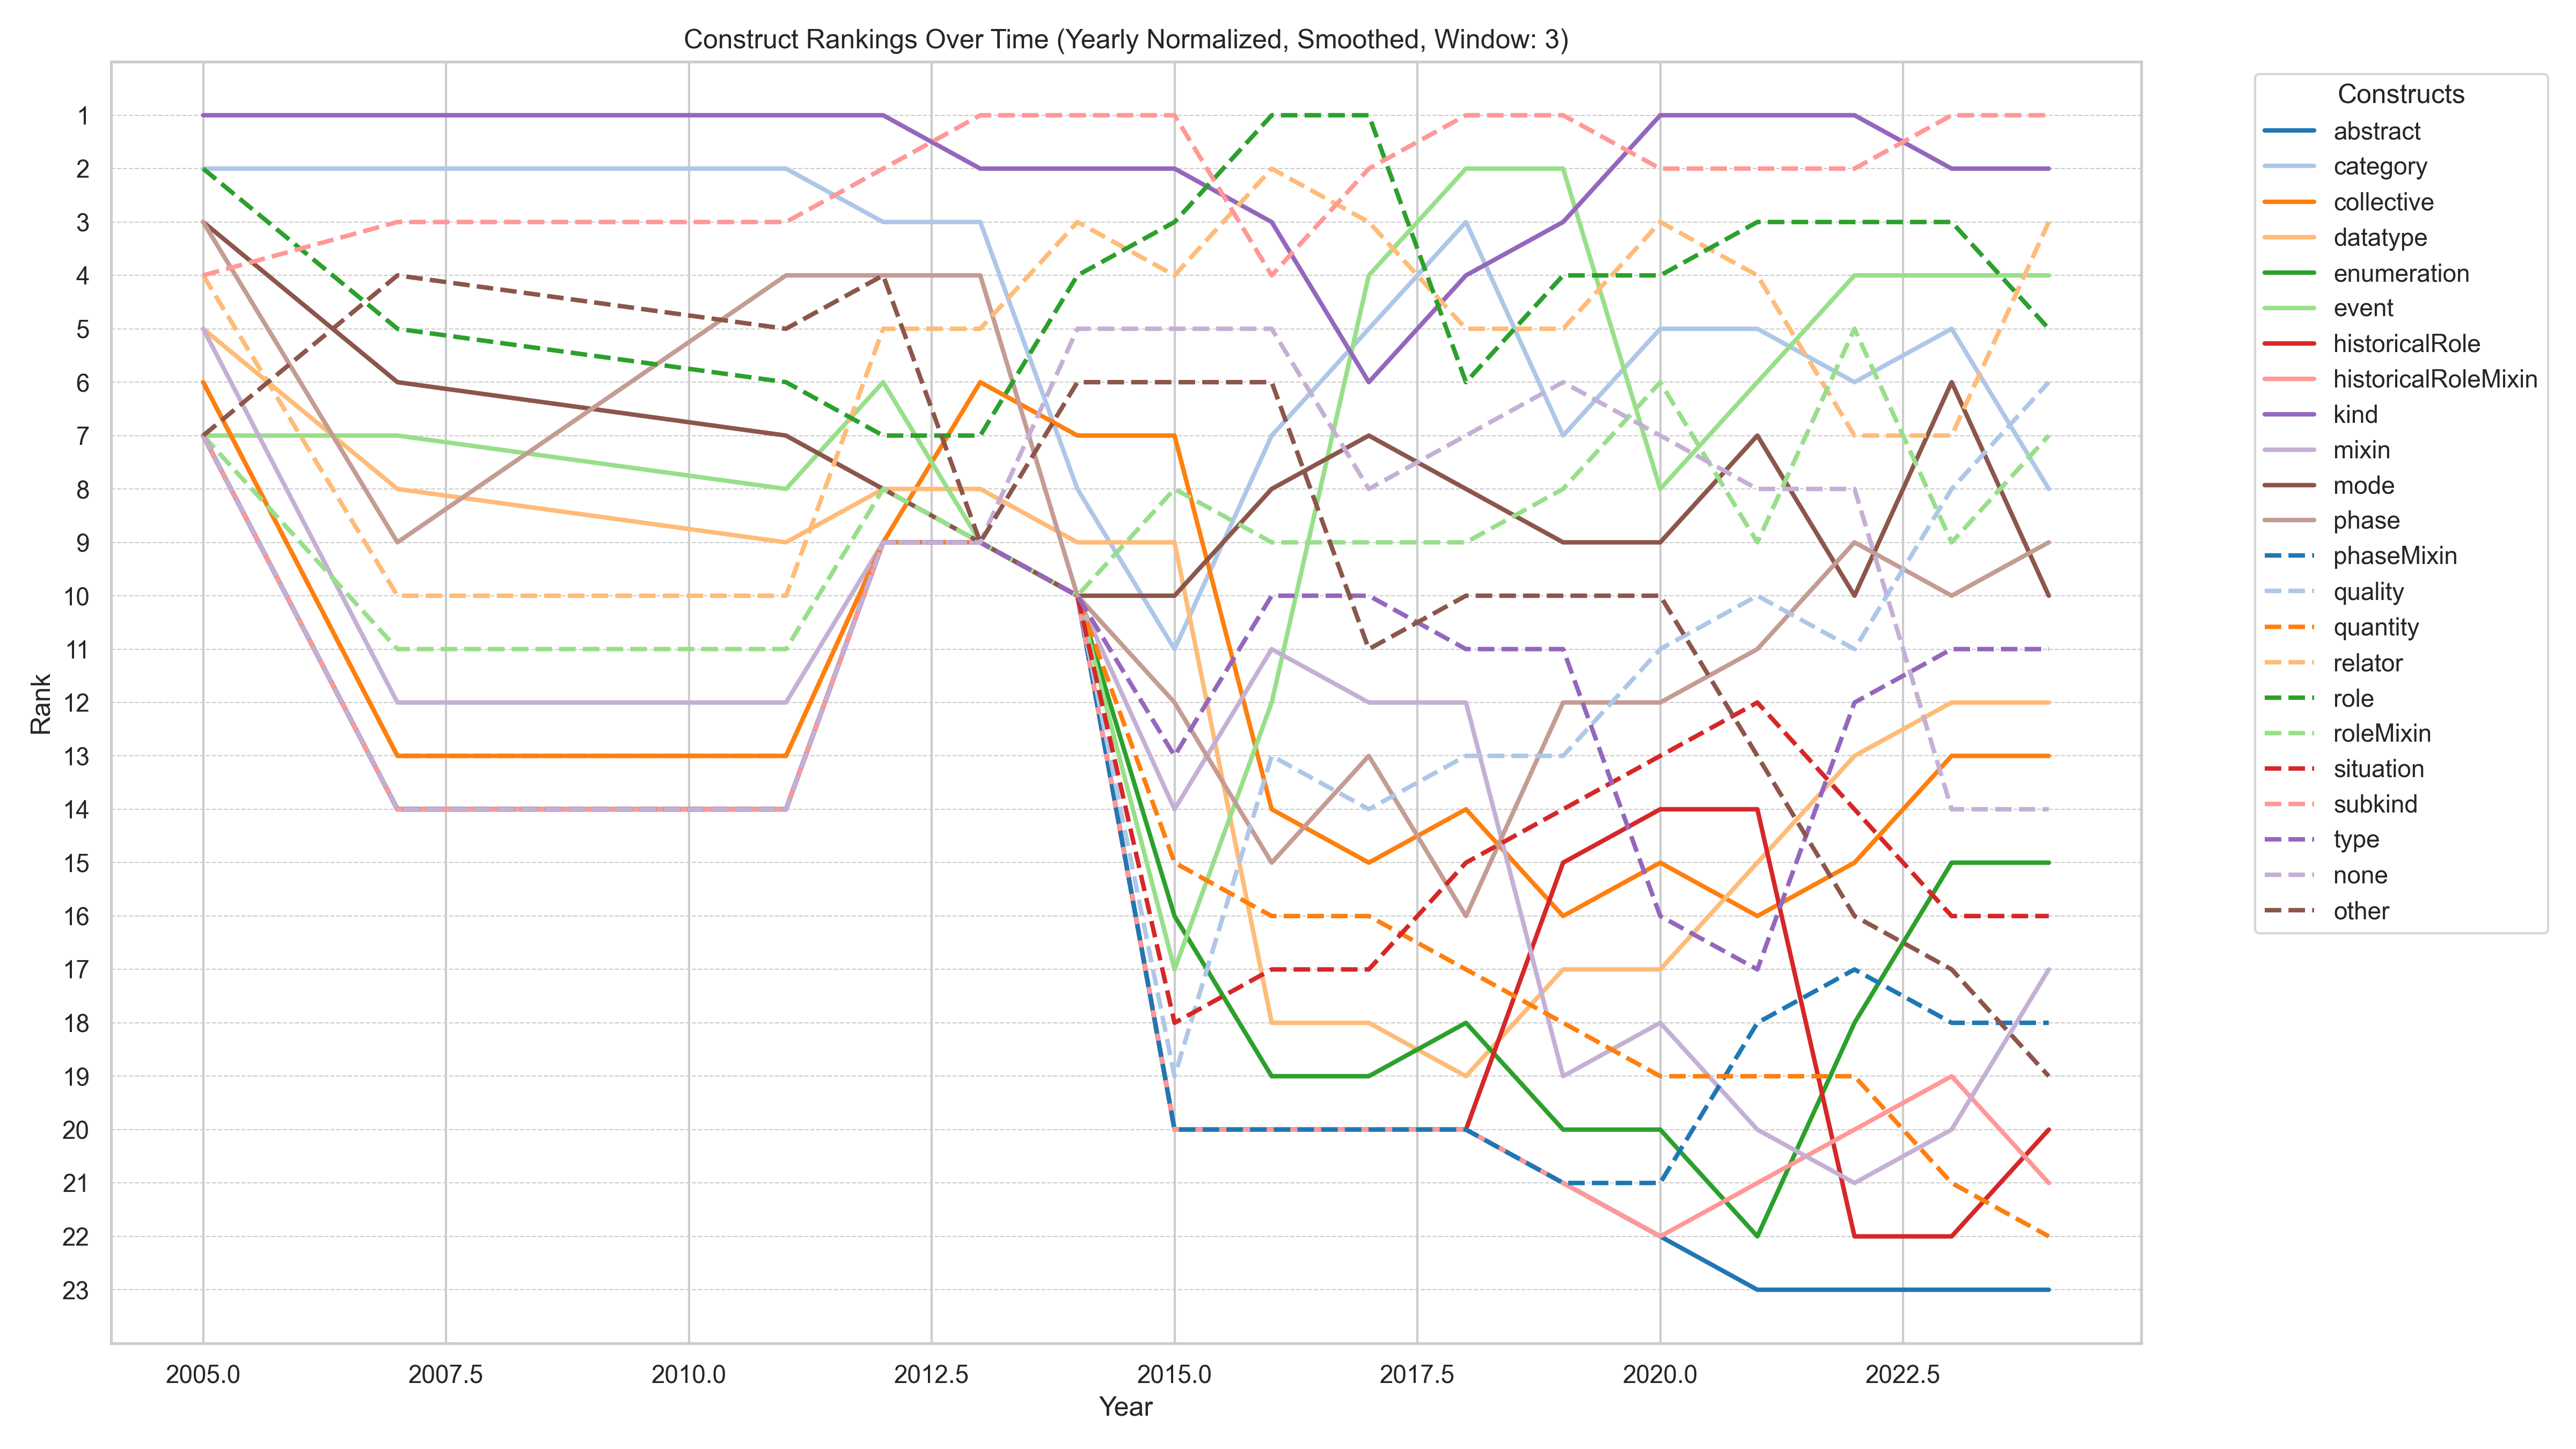 Construct Rankings Over Time (Yearly Normalized, Smoothed, Window: 3)
Rank
1
2
3
4
5
6
7
8
9
10
11
12
13
14
15
16
17
18
19
20
21
22
23
2005.0 2007.5 2010.0 2012.5 2015.0 2017.5 2020.0 2022.5
Year
Constructs
abstract
category
collective
datatype
enumeration
event
historicalRole
historicalRoleMixin
kind
mixin
mode
phase
phaseMixin
quality
quantity
relator
role
roleMixin
situation
subkind
type
none
other